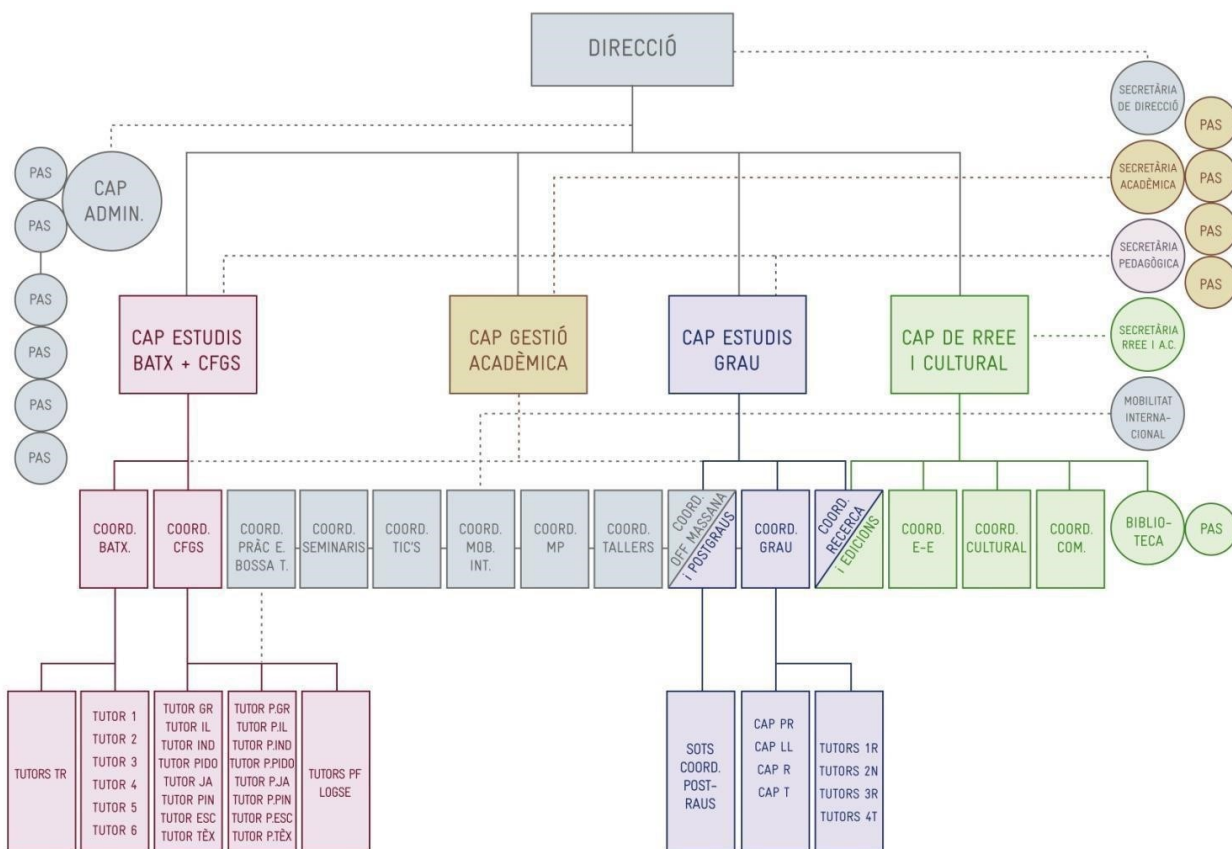 DIRECCIÓ
SECRETÀRIA
DE DIRECCIÓ
PAS
PAS
CAP
ADMIN.
PAS
SECRETÀRIA
ACADÈMICA
PAS
PAS
PAS
SECRETÀRIA
PEDAGÒGICA
PAS
PAS
PAS
PAS
PAS
CAP ESTUDIS
BATX + CFGS
CAP GESTIÓ
ACADÈMICA
CAP ESTUDIS
GRAU
CAP DE RREE
I CULTURAL
SECRETÀRIA
RREE I A.C.
MOBILITAT
INTERNA-
CIONAL
COORD.
BATX.
COORD.
CFGS
COORD.
PRÀC E.
BOSSA T.
COORD.
SEMINARIS
COORD.
TIC'S
COORD.
MOB.
INT.
COORD.
MP
COORD.
TALLERS
COORD.
OFF MASSANA
i POSTGRAUS
COORD.
GRAU
COORD.
RECERCA
i EDICIONS
COORD.
E-E
COORD.
CULTURAL
COORD.
COM.
BIBLIO-
TECA
PAS
TUTORS TR
TUTOR 1
TUTOR 2
TUTOR 3
TUTOR 4
TUTOR 5
TUTOR 6
TUTOR GR
TUTOR IL
TUTOR IND
TUTOR PIDO
TUTOR JA
TUTOR PIN
TUTOR ESC
TUTOR TÈX
TUTOR P.GR
TUTOR P.IL
TUTOR P.IND
TUTOR P.PIDO
TUTOR P.JA
TUTOR P.PIN
TUTOR P.ESC
TUTOR P.TÈX
TUTORS PF
LOGSE
SOTS
COORD.
POST-
RAUS
CAP PR
CAP LL
CAP R
CAP T
TUTORS 1R
TUTORS 2N
TUTORS 3R
TUTORS 4T